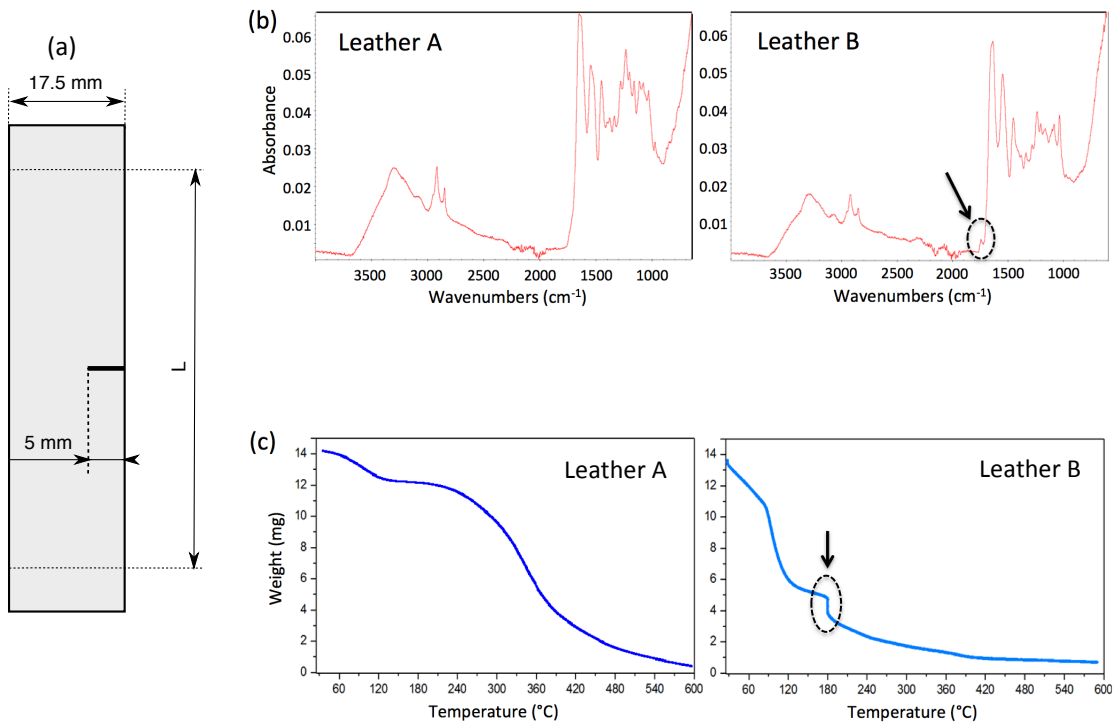 (a)
17.5 mm
L
5 mm
(b)
Leather A
Absorbance
0.06
0.05
0.04
0.03
0.02
0.01
3500 3000 2500 2000 1500 1000
Wavenumbers (cm⁻¹)
Leather B
0.06
0.05
0.04
0.03
0.02
0.01
3500 3000 2500 2000 1500 1000
Wavenumbers (cm⁻¹)
(c)
Leather A
Weight (mg)
14
12
10
8
6
4
2
0
60 120 180 240 300 360 420 480 540 600
Temperature (°C)
Leather B
14
12
10
8
6
4
2
0
60 120 180 240 300 360 420 480 540 600
Temperature (°C)